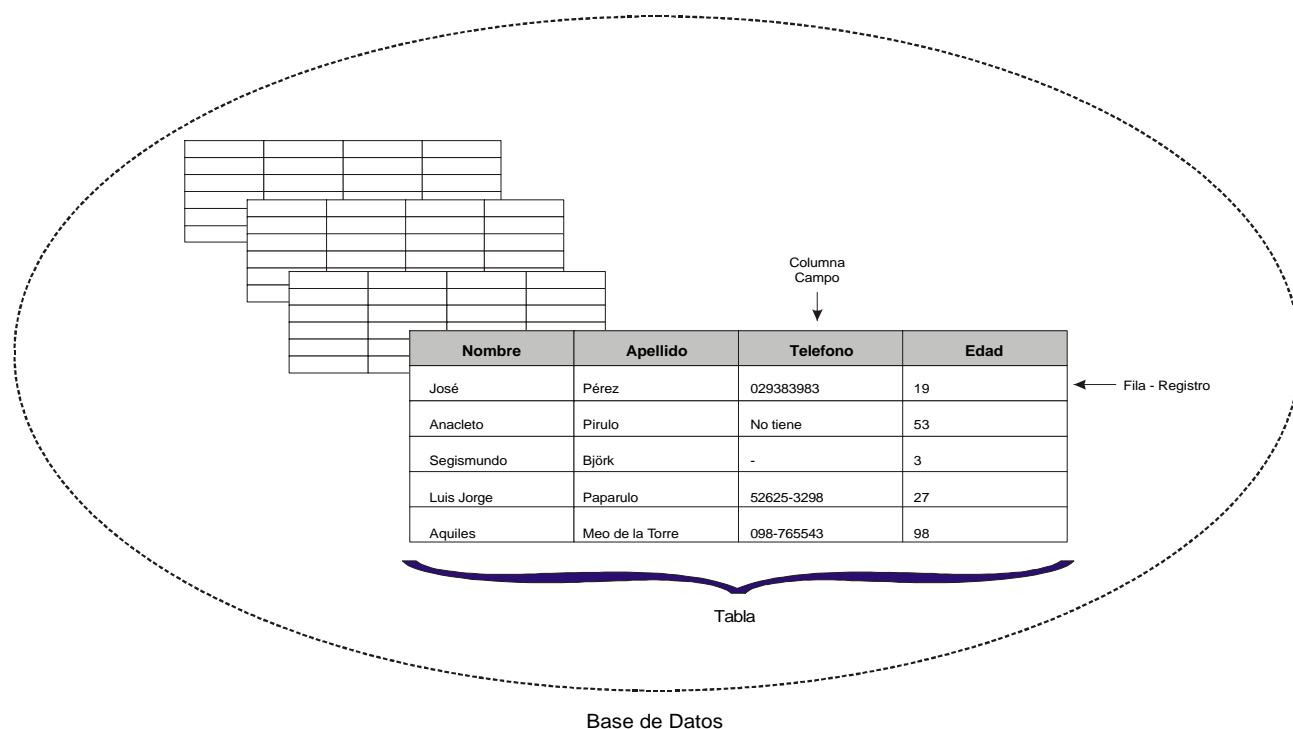 Columna
Campo
Nombre Apellido Telefono Edad
José Pérez 029383983 19
Fila - Registro
Anacleto Pirulo No tiene 53
Segismundo Björk - 3
Luis Jorge Paparulo 52625-3298 27
Aquiles Meo de la Torre 098-765543 98
Tabla
Base de Datos